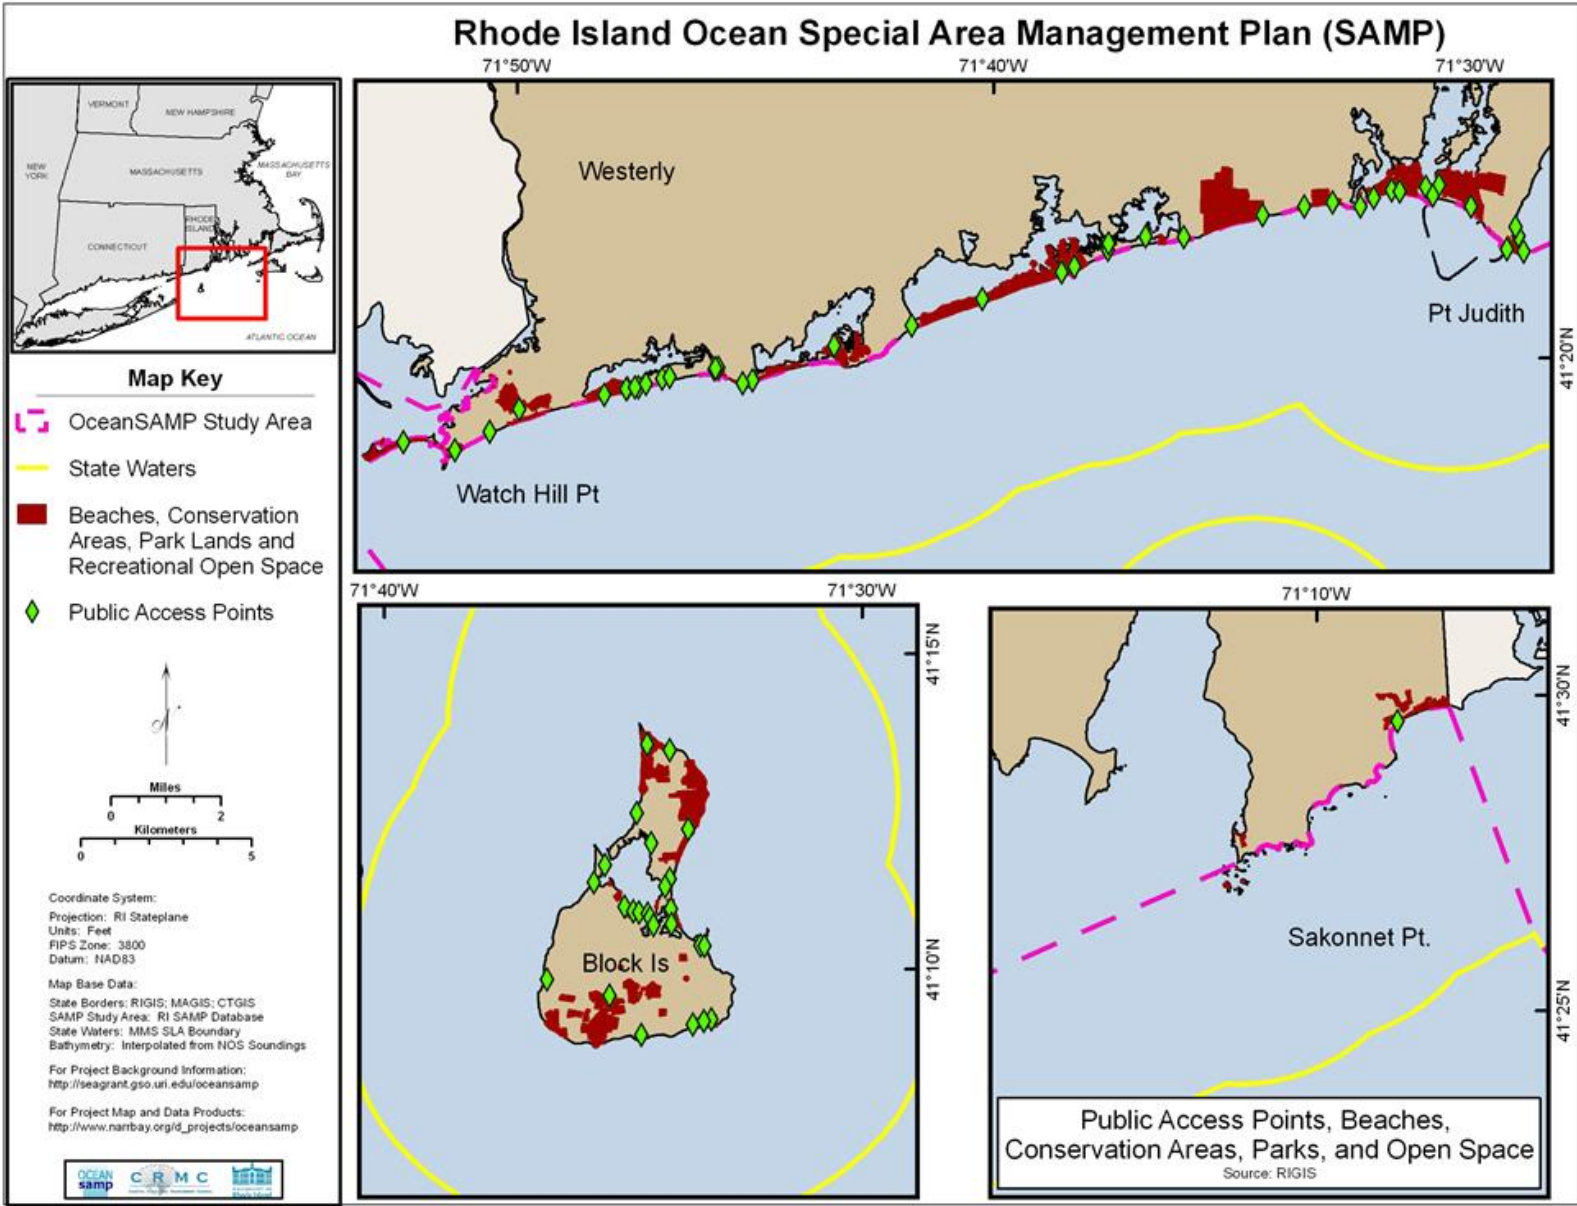 Rhode Island Ocean Special Area Management Plan (SAMP)
71°50'W
71°40'W
71°30'W
VERMONT
NEW HAMPSHIRE
NEW
YORK
MASSACHUSETTS
MASSACHUSETTS
BAY
RHODE
ISLAND
CONNECTICUT
ATLANTIC OCEAN
Westerly
Pt Judith
Watch Hill Pt
41°20'N
Map Key
OceanSAMP Study Area
State Waters
Beaches, Conservation
Areas, Park Lands and
Recreational Open Space
Public Access Points
N
Miles
0 2
Kilometers
0 5
Coordinate System:
Projection: RI Stateplane
Units: Feet
FIPS Zone: 3800
Datum: NAD83
Map Base Data:
State Borders: RIGIS; MAGIS; CTGIS
SAMP Study Area: RI SAMP Database
State Waters: MMS SLA Boundary
Bathymetry: Interpolated from NOS Soundings
For Project Background Information:
http://seagrant.gso.uri.edu/oceansamp
For Project Map and Data Products:
http://www.narrbay.org/d_projects/oceansamp
OCEAN
samp
C R M C
71°40'W
71°30'W
41°15'N
41°10'N
Block Is
71°10'W
41°30'N
41°25'N
Sakonnet Pt.
Public Access Points, Beaches,
Conservation Areas, Parks, and Open Space
Source: RIGIS